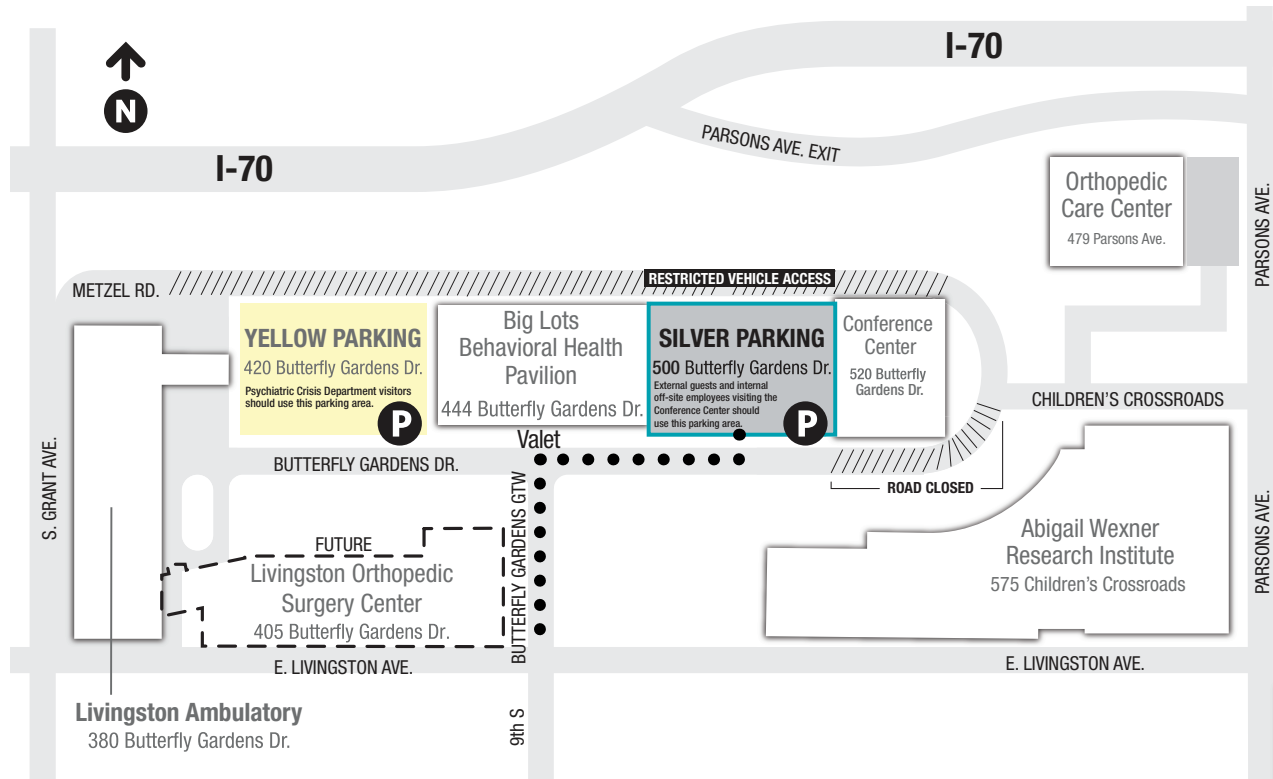 I-70
N
I-70
PARSONS AVE. EXIT
Orthopedic
Care Center
479 Parsons Ave.
PARSONS AVE.
METZEL RD.
RESTRICTED VEHICLE ACCESS
YELLOW PARKING
420 Butterfly Gardens Dr.
Psychiatric Crisis Department visitors
should use this parking area.
P
Big Lots
Behavioral Health
Pavilion
444 Butterfly Gardens Dr.
SILVER PARKING
500 Butterfly Gardens Dr.
External guests and internal
off-site employees visiting the
Conference Center should
use this parking area.
P
Conference
Center
520 Butterfly
Gardens Dr.
CHILDREN'S CROSSROADS
Valet
BUTTERFLY GARDENS DR.
ROAD CLOSED
S. GRANT AVE.
BUTTERFLY GARDENS GTW
FUTURE
Livingston Orthopedic
Surgery Center
405 Butterfly Gardens Dr.
Abigail Wexner
Research Institute
575 Children's Crossroads
PARSONS AVE.
E. LIVINGSTON AVE.
E. LIVINGSTON AVE.
Livingston Ambulatory
380 Butterfly Gardens Dr.
9th S